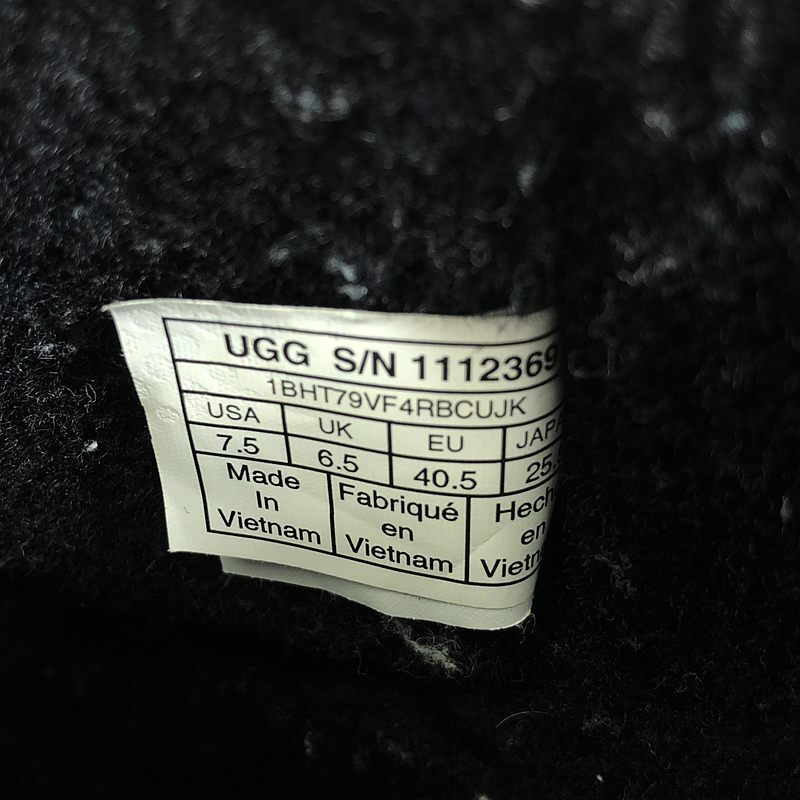 UGG S/N 1112369
1BHT79VF4RBCUJK
USA UK EU
7.5 6.5 40.5
Made
In
Vietnam
Fabriqué
en
Vietnam
en